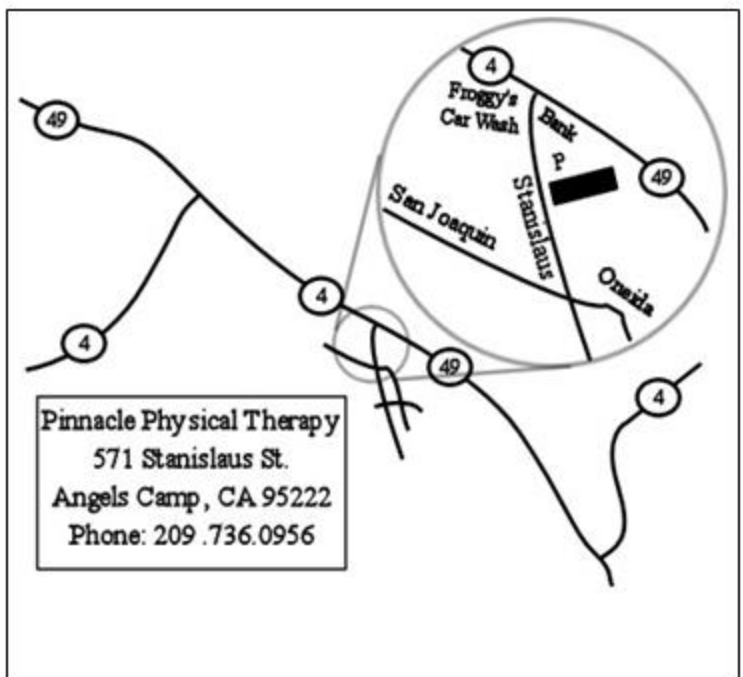 49
4
Froggy's
Car Wash
Bank
P
49
Stanislaus
San Joaquin
Oneida
4
4
49
4
Pinnacle Physical Therapy
571 Stanislaus St.
Angels Camp, CA 95222
Phone: 209 .736.0956